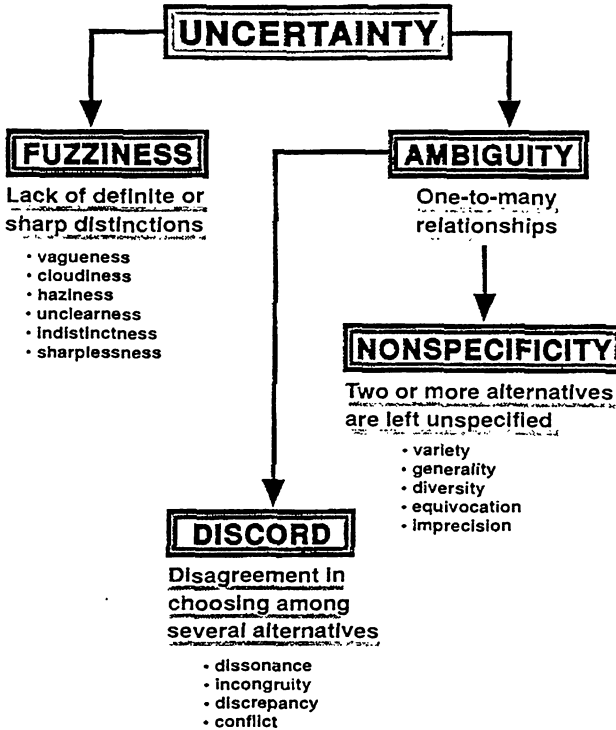 UNCERTAINTY
FUZZINESS
Lack of definite or
sharp distinctions
• vagueness
• cloudiness
• haziness
• unclearness
• indistinctness
• sharplessness
AMBIGUITY
One-to-many
relationships
NONSPECIFICITY
Two or more alternatives
are left unspecified
• variety
• generality
• diversity
• equivocation
• imprecision
DISCORD
Disagreement in
choosing among
several alternatives
• dissonance
• incongruity
• discrepancy
• conflict